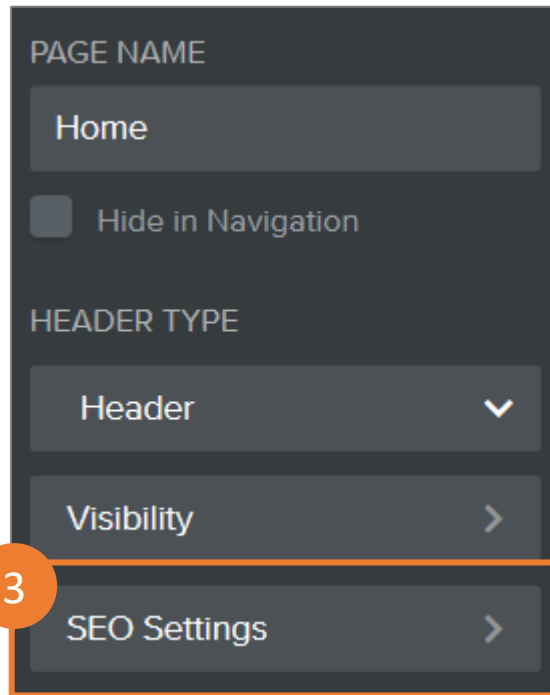 PAGE NAME
Home
Hide in Navigation
HEADER TYPE
Header
Visibility
3
SEO Settings